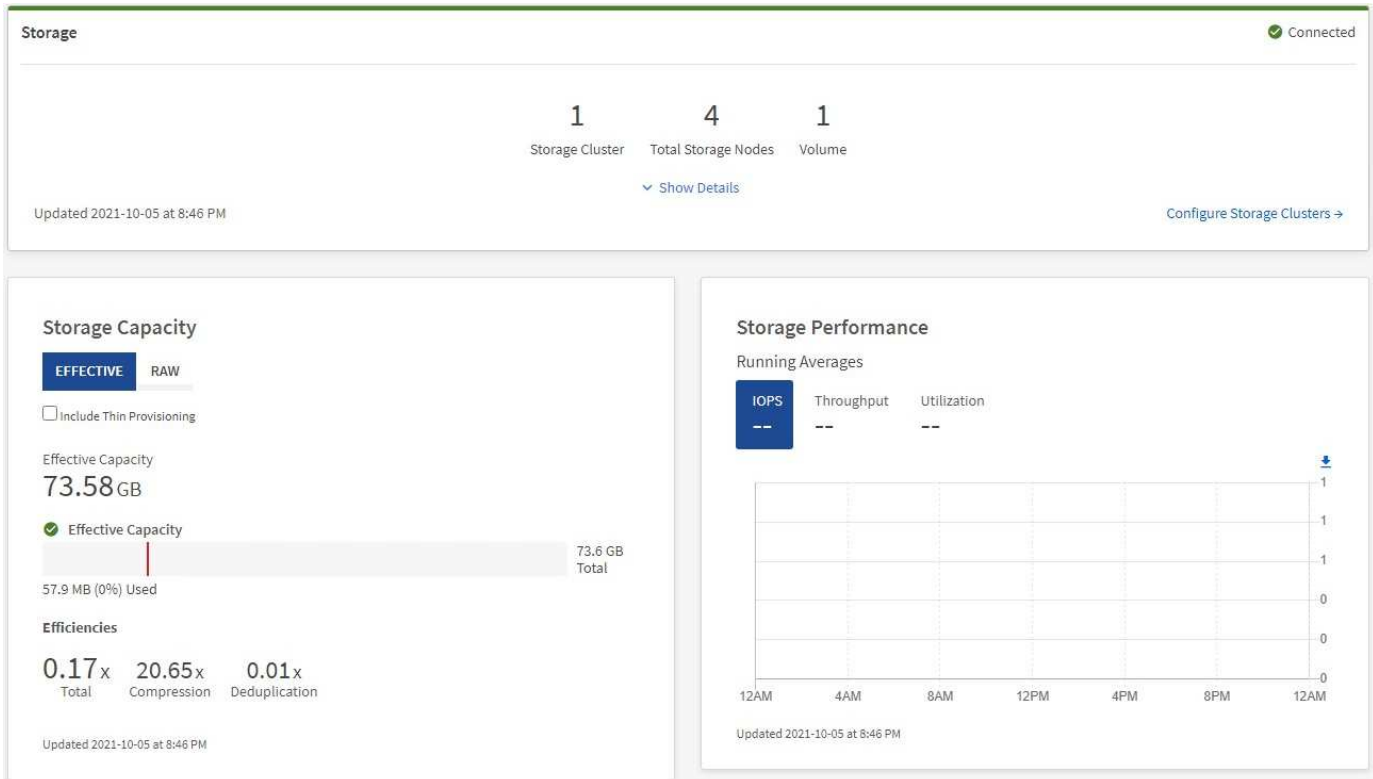 Storage
Connected
1 4 1
Storage Cluster Total Storage Nodes Volume
Show Details
Updated 2021-10-05 at 8:46 PM
Configure Storage Clusters →
Storage Capacity
EFFECTIVE RAW
Include Thin Provisioning
Effective Capacity
73.58 GB
Effective Capacity
73.6 GB
Total
57.9 MB (0%) Used
Efficiencies
0.17 x 20.65 x 0.01 x
Total Compression Deduplication
Updated 2021-10-05 at 8:46 PM
Storage Performance
Running Averages
IOPS Throughput Utilization
-- -- --
1
1
1
0
0
0
12AM 4AM 8AM 12PM 4PM 8PM 12AM
Updated 2021-10-05 at 8:46 PM